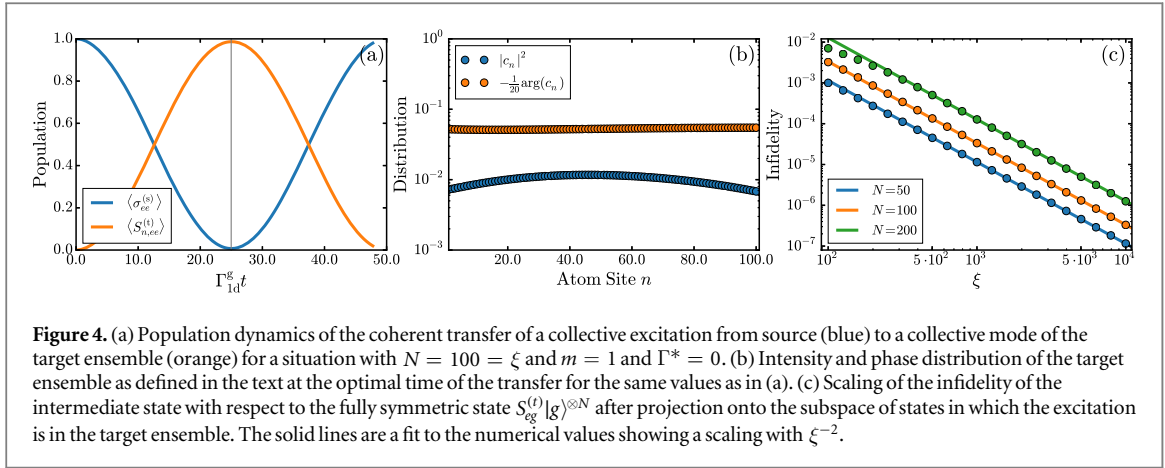 1.0
0.8
0.6
0.4
0.2
0.0
Population
(a)
⟨σ_ee^(s)⟩
⟨S_n,ee^(t)⟩
0.0 10.0 20.0 30.0 40.0 50.0
Γ_1d^g t
10^0
10^-1
10^-2
10^-3
Distribution
(b)
|c_n|^2
-1/20 arg(c_n)
20.0 40.0 60.0 80.0 100.0
Atom Site n
10^-2
10^-3
10^-4
10^-5
10^-6
10^-7
Infidelity
(c)
N=50
N=100
N=200
10^2 5·10^2 10^3 5·10^3 10^4
ξ
Figure 4. (a) Population dynamics of the coherent transfer of a collective excitation from source (blue) to a collective mode of the
target ensemble (orange) for a situation with N = 100 = ξ and m = 1 and Γ* = 0. (b) Intensity and phase distribution of the target
ensemble as defined in the text at the optimal time of the transfer for the same values as in (a). (c) Scaling of the infidelity of the
intermediate state with respect to the fully symmetric state S_eg^(t)|g⟩^⊗N after projection onto the subspace of states in which the excitation
is in the target ensemble. The solid lines are a fit to the numerical values showing a scaling with ξ^-2.